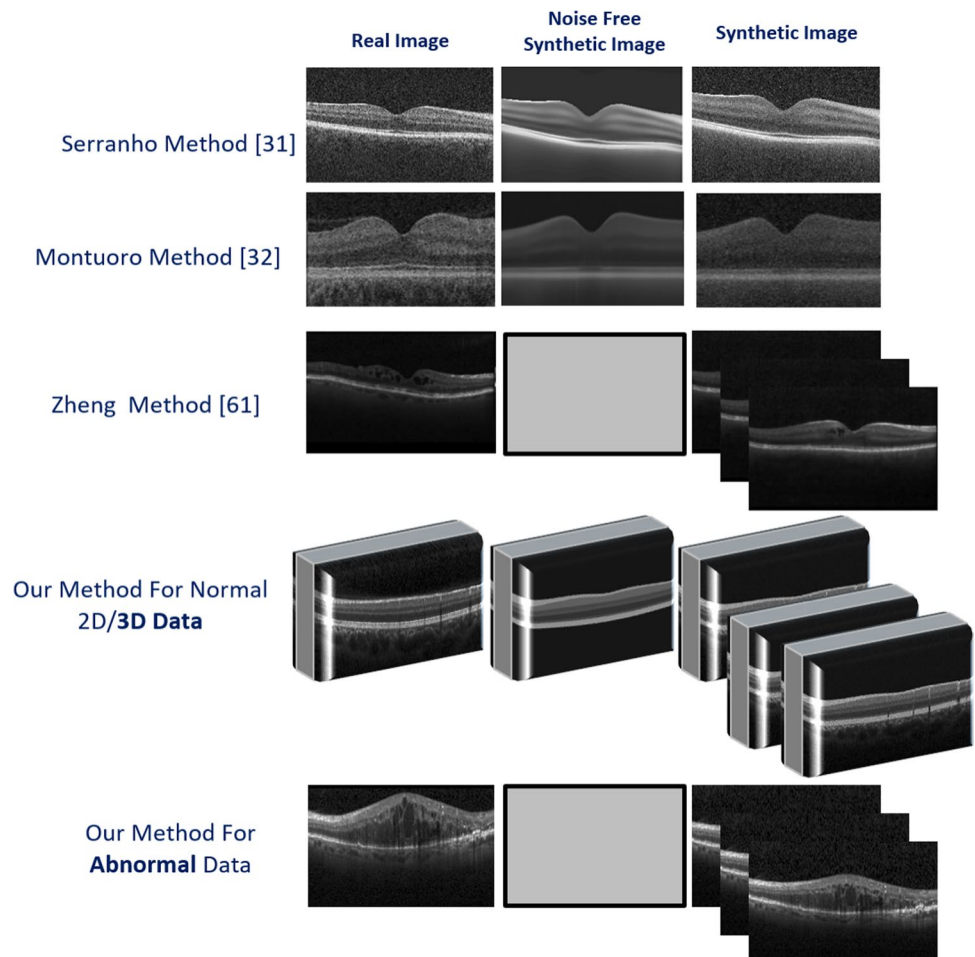 Real Image
Noise Free
Synthetic Image
Synthetic Image
Serranho Method [31]
Montuoro Method [32]
Zheng Method [61]
Our Method For Normal
2D/3D Data
Our Method For
Abnormal Data